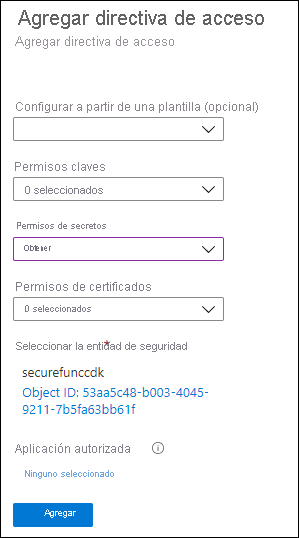 Agregar directiva de acceso
Agregar directiva de acceso
Configurar a partir de una plantilla (opcional)
Permisos claves
0 seleccionados
Permisos de secretos
Obtener
Permisos de certificados
0 seleccionados
Seleccionar la entidad de seguridad *
securefunccdk
Object ID: 53aa5c48-b003-4045-
9211-7b5fa63bb61f
Aplicación autorizada
Ninguno seleccionado
Agregar